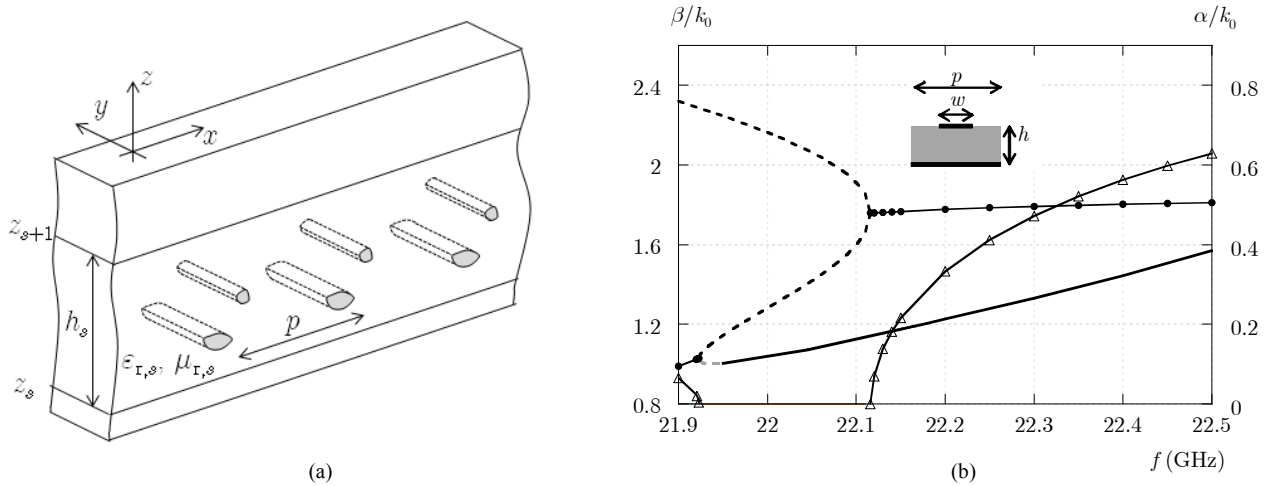 z
y
x
z_{s+1}
h_s
p
ε_{r,s}, μ_{r,s}
z_s
(a)
β/k_0
α/k_0
2.4
2
1.6
1.2
0.8
p
w
h
0.8
0.6
0.4
0.2
0
21.9
22
22.1
22.2
22.3
22.4
22.5
f (GHz)
(b)